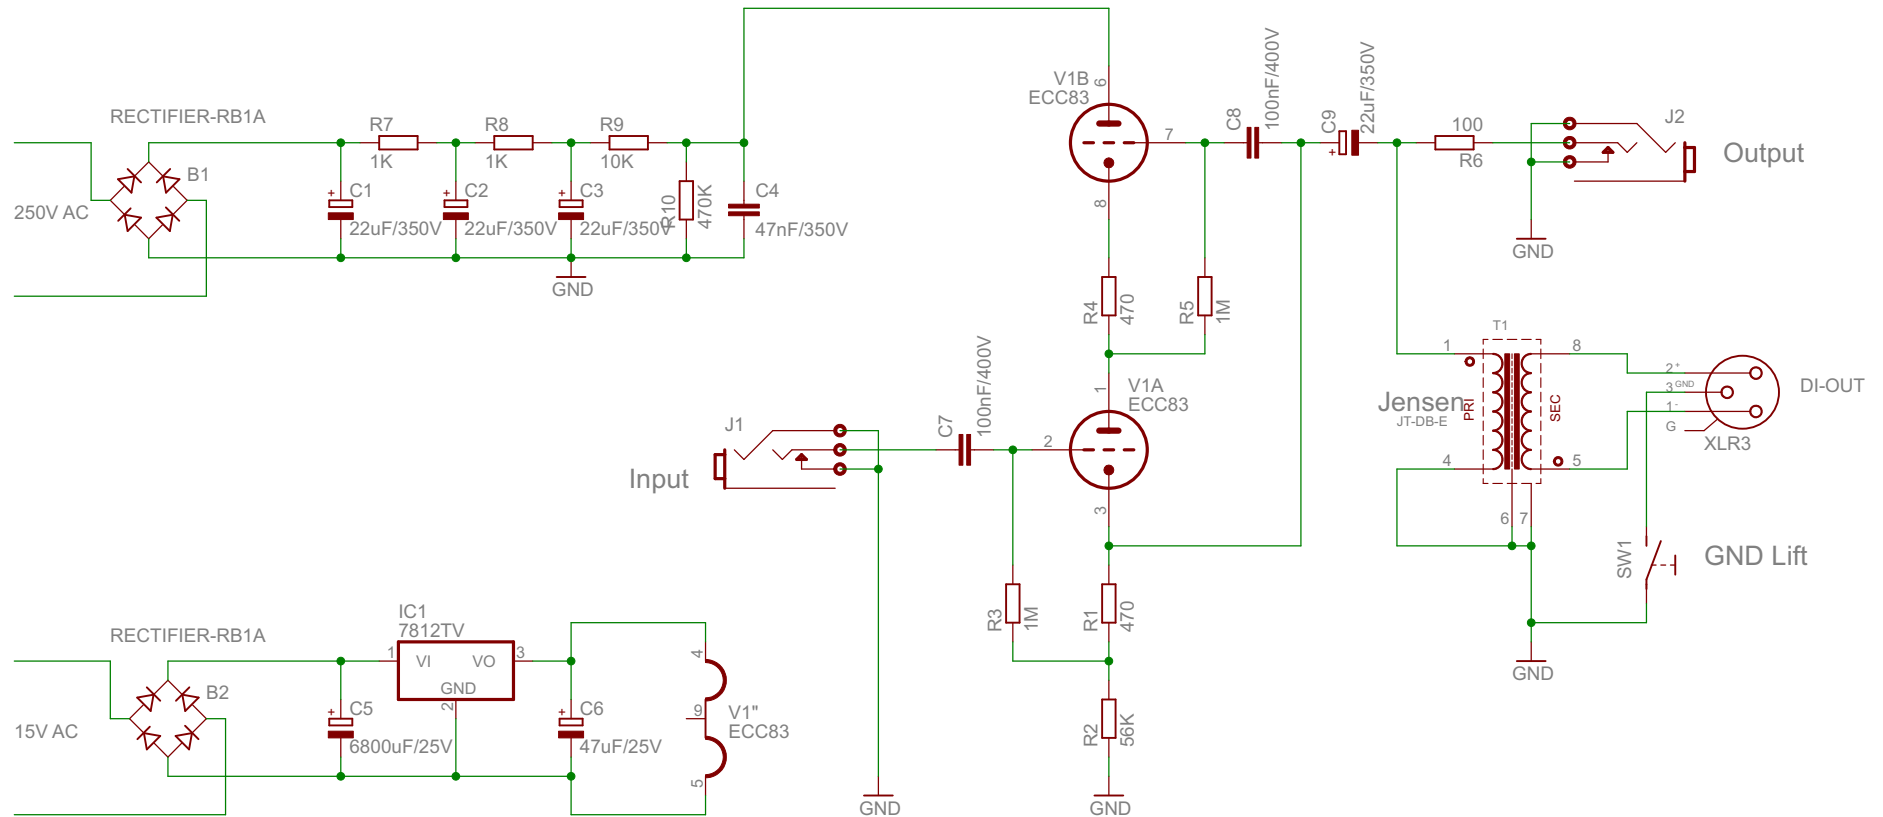 RECTIFIER-RB1A
B1
250V AC
R7
1K
R8
1K
R9
10K
+
C1
22uF/350V
+
C2
22uF/350V
+
C3
22uF/350V
R10
470K
C4
47nF/350V
GND
V1B
ECC83
6
7
8
C8
100nF/400V
C9
22uF/350V
+
100
R6
J2
Output
GND
R4
470
R5
1M
V1A
ECC83
1
2
3
C7
100nF/400V
J1
Input
R3
1M
R1
470
R2
56K
GND
GND
T1
1
8
4
5
6
7
PRI
SEC
Jensen
JT-DB-E
2
+
3
GND
1
-
G
XLR3
DI-OUT
SW1
GND Lift
GND
RECTIFIER-RB1A
B2
15V AC
IC1
7812TV
1
VI
VO
3
GND
2
+
C5
6800uF/25V
+
C6
47uF/25V
4
9
5
V1"
ECC83